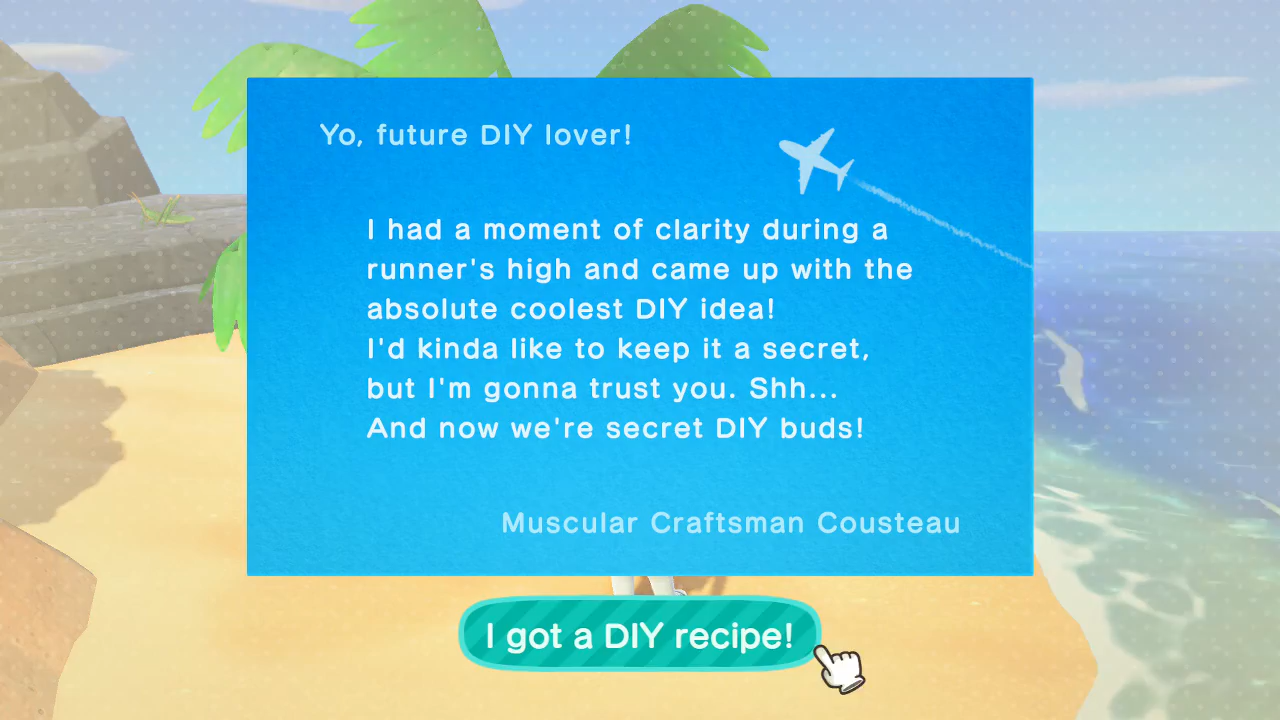 Yo, future DIY lover!
I had a moment of clarity during a
runner's high and came up with the
absolute coolest DIY idea!
I'd kinda like to keep it a secret,
but I'm gonna trust you. Shh...
And now we're secret DIY buds!
Muscular Craftsman Cousteau
I got a DIY recipe!